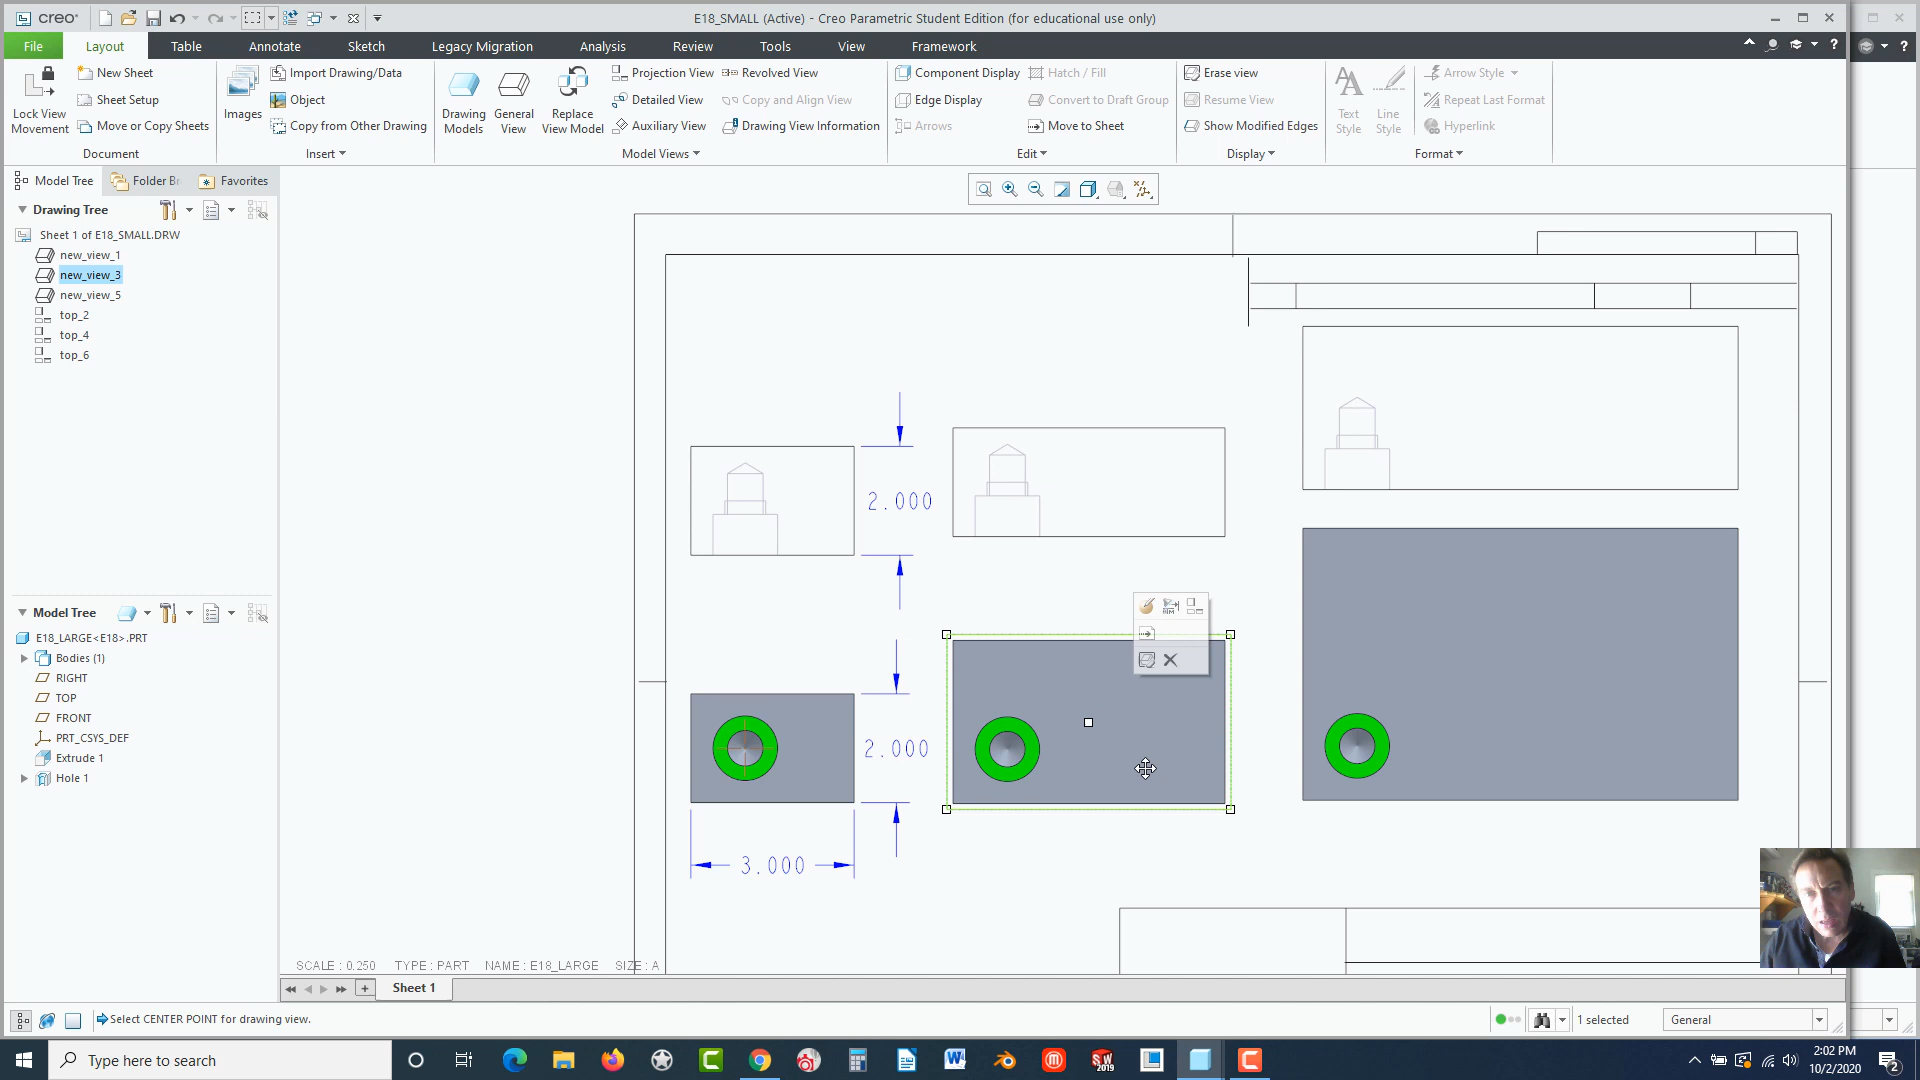 creo
E18_SMALL (Active) - Creo Parametric Student Edition (for educational use only)
File
Layout
Table
Annotate
Sketch
Legacy Migration
Analysis
Review
Tools
View
Framework
Lock View Movement
New Sheet
Sheet Setup
Move or Copy Sheets
Document
Images
Import Drawing/Data
Object
Copy from Other Drawing
Insert
Drawing Models
General View
Replace View Model
Projection View
Detailed View
Auxiliary View
Revolved View
Copy and Align View
Drawing View Information
Model Views
Component Display
Edge Display
Arrows
Hatch / Fill
Convert to Draft Group
Move to Sheet
Edit
Erase view
Resume View
Show Modified Edges
Display
Text Style
Line Style
Arrow Style
Repeat Last Format
Hyperlink
Format
Model Tree
Folder Br
Favorites
Drawing Tree
Sheet 1 of E18_SMALL.DRW
new_view_1
new_view_3
new_view_5
top_2
top_4
top_6
Model Tree
E18_LARGE<E18>.PRT
Bodies (1)
RIGHT
TOP
FRONT
PRT_CSYS_DEF
Extrude 1
Hole 1
2.000
2.000
3.000
SCALE : 0.250 TYPE : PART NAME : E18_LARGE SIZE : A
Sheet 1
Select CENTER POINT for drawing view.
1 selected
General
Type here to search
SW
2019
2:02 PM
10/2/2020
2